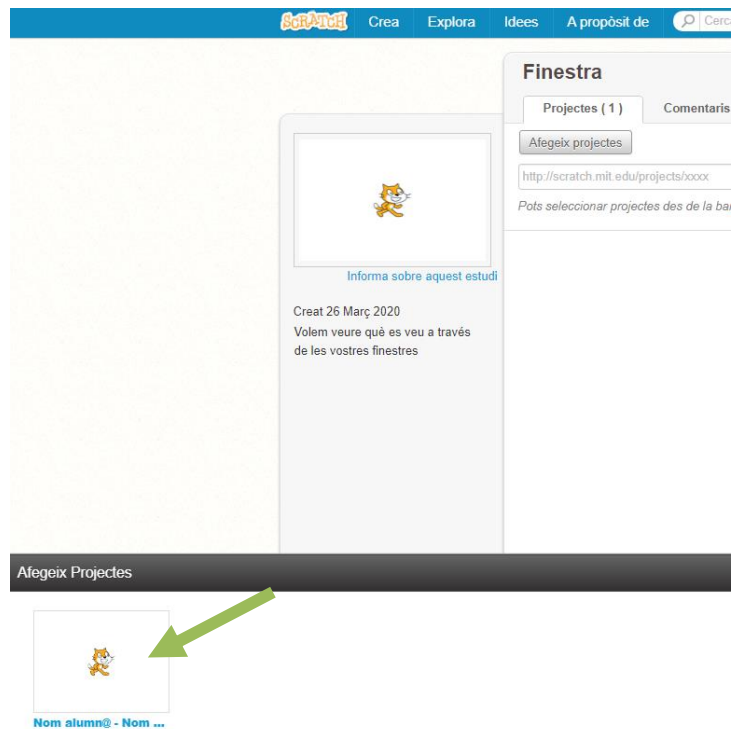 SCRATCH Crea Explora Idees A propòsit de Cerca
Finestra
Projectes ( 1 ) Comentaris
Afegeix projectes
http://scratch.mit.edu/projects/xxxx
Pots seleccionar projectes des de la bar
Informa sobre aquest estudi
Creat 26 Març 2020
Volem veure què es veu a través
de les vostres finestres
Afegeix Projectes
Nom alumn@ - Nom ...